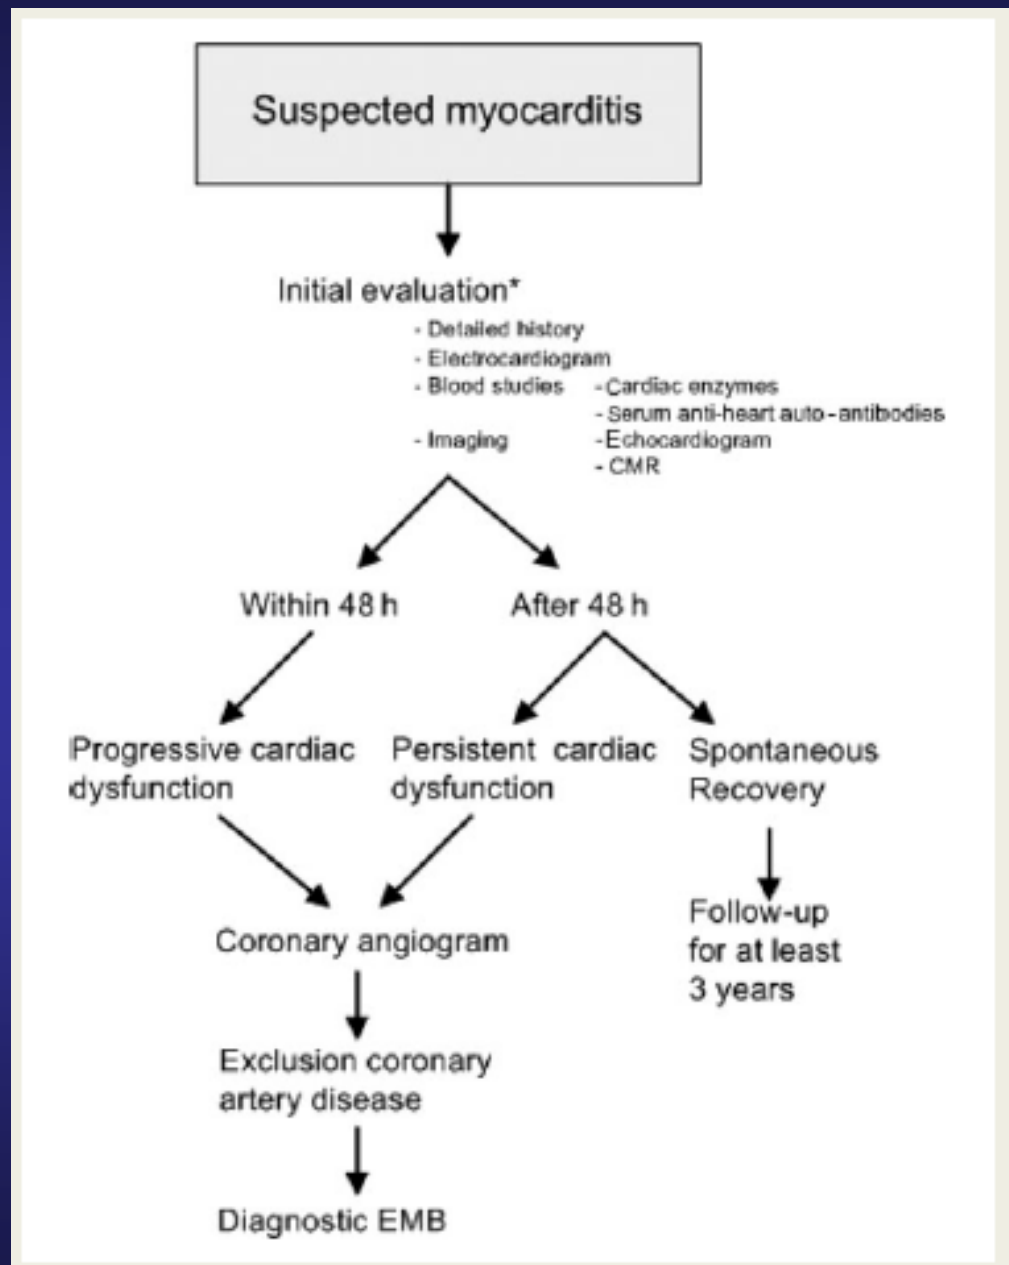 Suspected myocarditis
Initial evaluation*
- Detailed history
- Electrocardiogram
- Blood studies -Cardiac enzymes
-Serum anti-heart auto-antibodies
- Imaging -Echocardiogram
- CMR
Within 48 h After 48 h
Progressive cardiac dysfunction Persistent cardiac dysfunction Spontaneous Recovery
Coronary angiogram
Follow-up
for at least
3 years
Exclusion coronary
artery disease
Diagnostic EMB